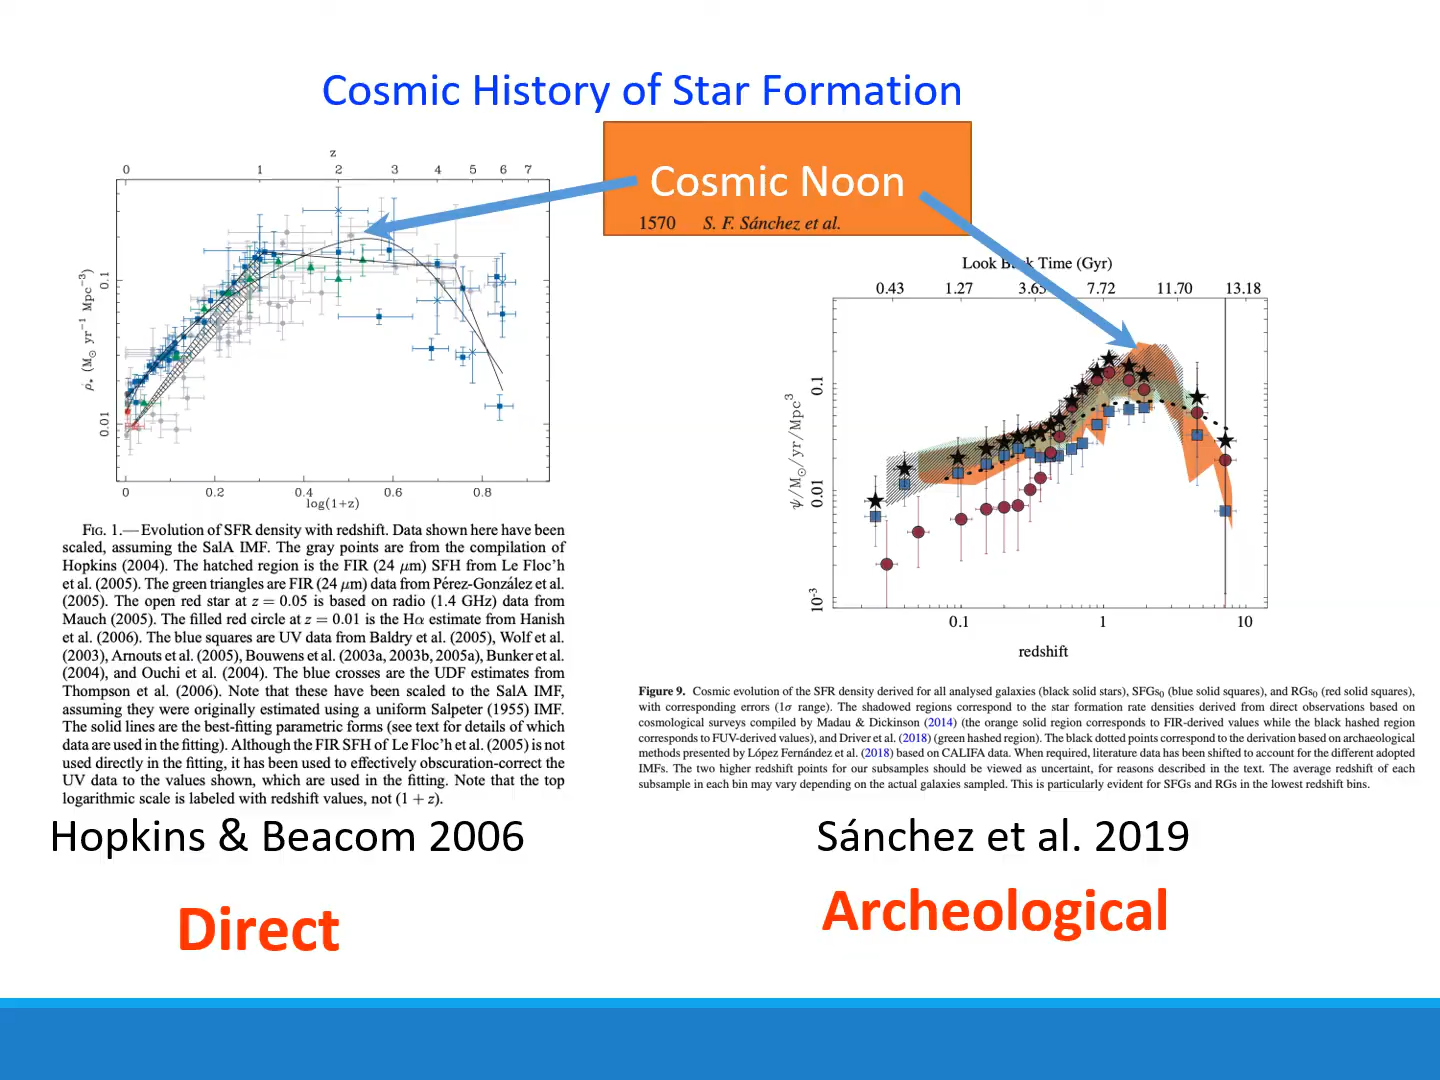 Cosmic History of Star Formation
Cosmic Noon
1570 S. F. Sánchez et al.
z
0 1 2 3 4 5 6 7
ρ̇* (M⊙ yr⁻¹ Mpc⁻³)
0.1
0.01
0 0.2 0.4 0.6 0.8
log(1+z)
FIG. 1.— Evolution of SFR density with redshift. Data shown here have been
scaled, assuming the SalA IMF. The gray points are from the compilation of
Hopkins (2004). The hatched region is the FIR (24 μm) SFH from Le Floc'h
et al. (2005). The green triangles are FIR (24 μm) data from Pérez-González et al.
(2005). The open red star at z = 0.05 is based on radio (1.4 GHz) data from
Mauch (2005). The filled red circle at z = 0.01 is the Hα estimate from Hanish
et al. (2006). The blue squares are UV data from Baldry et al. (2005), Wolf et al.
(2003), Arnouts et al. (2005), Bouwens et al. (2003a, 2003b, 2005a), Bunker et al.
(2004), and Ouchi et al. (2004). The blue crosses are the UDF estimates from
Thompson et al. (2006). Note that these have been scaled to the SalA IMF,
assuming they were originally estimated using a uniform Salpeter (1955) IMF.
The solid lines are the best-fitting parametric forms (see text for details of which
data are used in the fitting). Although the FIR SFH of Le Floc'h et al. (2005) is not
used directly in the fitting, it has been used to effectively obscuration-correct the
UV data to the values shown, which are used in the fitting. Note that the top
logarithmic scale is labeled with redshift values, not (1 + z).
Hopkins & Beacom 2006
Direct
Look Back Time (Gyr)
0.43 1.27 3.65 7.72 11.70 13.18
ψ/M⊙/yr/Mpc³
0.1
0.01
10⁻³
0.1 1 10
redshift
Figure 9. Cosmic evolution of the SFR density derived for all analysed galaxies (black solid stars), SFGs₀ (blue solid squares), and RGs₀ (red solid squares),
with corresponding errors (1σ range). The shadowed regions correspond to the star formation rate densities derived from direct observations based on
cosmological surveys compiled by Madau & Dickinson (2014) (the orange solid region corresponds to FIR-derived values while the black hashed region
corresponds to FUV-derived values), and Driver et al. (2018) (green hashed region). The black dotted points correspond to the derivation based on archaeological
methods presented by López Fernández et al. (2018) based on CALIFA data. When required, literature data has been shifted to account for the different adopted
IMFs. The two higher redshift points for our subsamples should be viewed as uncertain, for reasons described in the text. The average redshift of each
subsample in each bin may vary depending on the actual galaxies sampled. This is particularly evident for SFGs and RGs in the lowest redshift bins.
Sánchez et al. 2019
Archeological